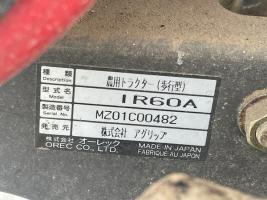 種類 農用トラクター(歩行型)
型式名 Model Name IR60A
製造番号 Serial No. MZ01C00482
発売元 株式会社 アグリップ
株式会社 オーレック MADE IN JAPAN
OREC CO., LTD. FABRIQUÉ AU JAPON